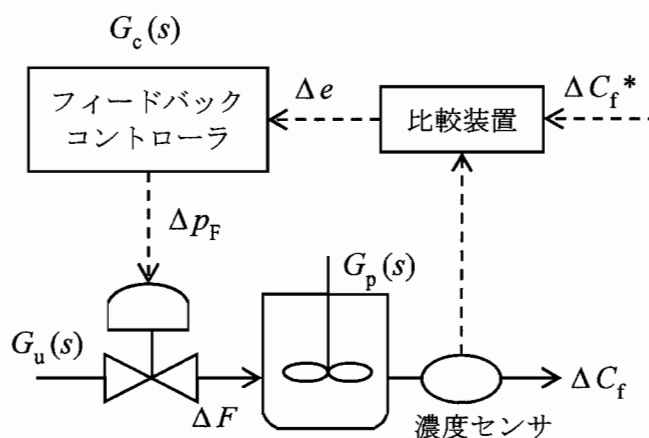 G_c(s)
フィードバック
コントローラ
Δe
比較装置
ΔC_f*
Δp_F
G_p(s)
G_u(s)
ΔF
ΔC_f
濃度センサ